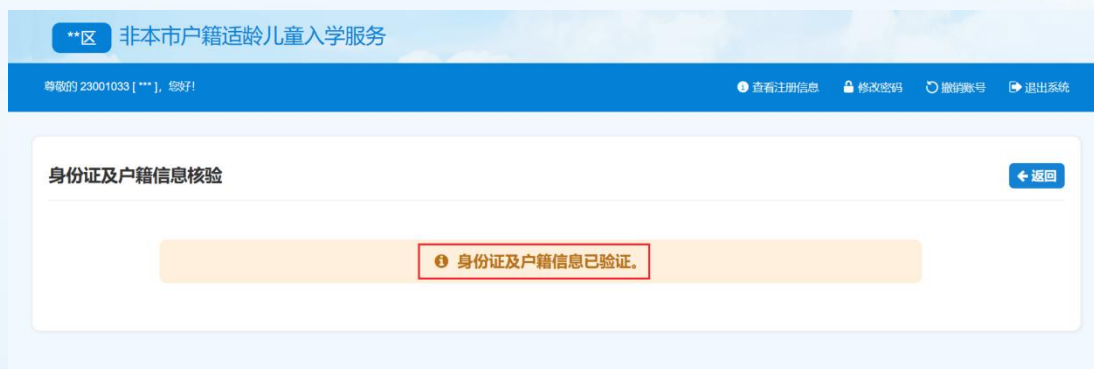 **区 非本市户籍适龄儿童入学服务
尊敬的 23001033 [ *** ]，您好!
查看注册信息 修改密码 撤销账号 退出系统
身份证及户籍信息核验
返回
身份证及户籍信息已验证。